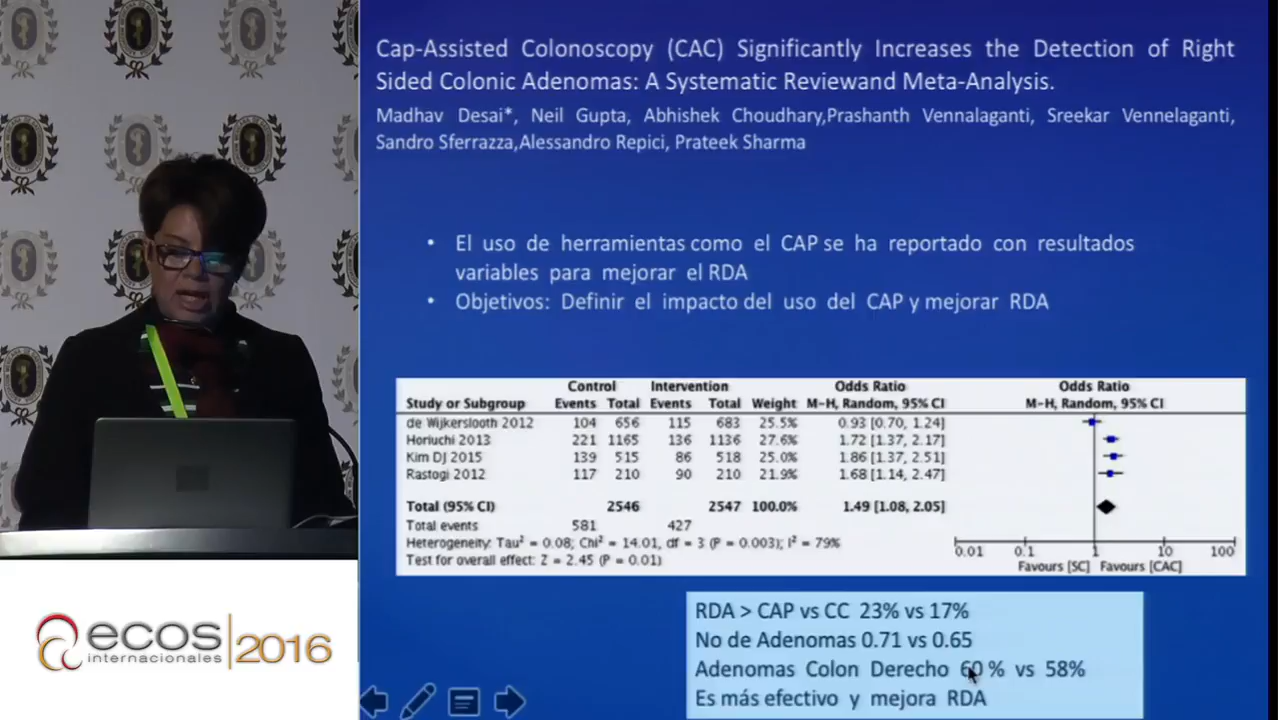 Cap-Assisted Colonoscopy (CAC) Significantly Increases the Detection of Right
Sided Colonic Adenomas: A Systematic Reviewand Meta-Analysis.
Madhav Desai*, Neil Gupta, Abhishek Choudhary,Prashanth Vennalaganti, Sreekar Vennelaganti,
Sandro Sferrazza,Alessandro Repici, Prateek Sharma
• El uso de herramientas como el CAP se ha reportado con resultados
variables para mejorar el RDA
• Objetivos: Definir el impacto del uso del CAP y mejorar RDA
Control Intervention Odds Ratio Odds Ratio
Study or Subgroup Events Total Events Total Weight M-H, Random, 95% CI M-H, Random, 95% CI
de Wijkerslooth 2012 104 656 115 683 25.5% 0.93 [0.70, 1.24]
Horiuchi 2013 221 1165 136 1136 27.6% 1.72 [1.37, 2.17]
Kim DJ 2015 139 515 86 518 25.0% 1.86 [1.37, 2.51]
Rastogi 2012 117 210 90 210 21.9% 1.68 [1.14, 2.47]
Total (95% CI) 2546 2547 100.0% 1.49 [1.08, 2.05]
Total events 581 427
Heterogeneity: Tau² = 0.08; Chi² = 14.01, df = 3 (P = 0.003); I² = 79%
Test for overall effect: Z = 2.45 (P = 0.01)
0.01 0.1 1 10 100
Favours [SC] Favours [CAC]
RDA > CAP vs CC 23% vs 17%
No de Adenomas 0.71 vs 0.65
Adenomas Colon Derecho 60 % vs 58%
Es más efectivo y mejora RDA
ecos
internacionales
2016